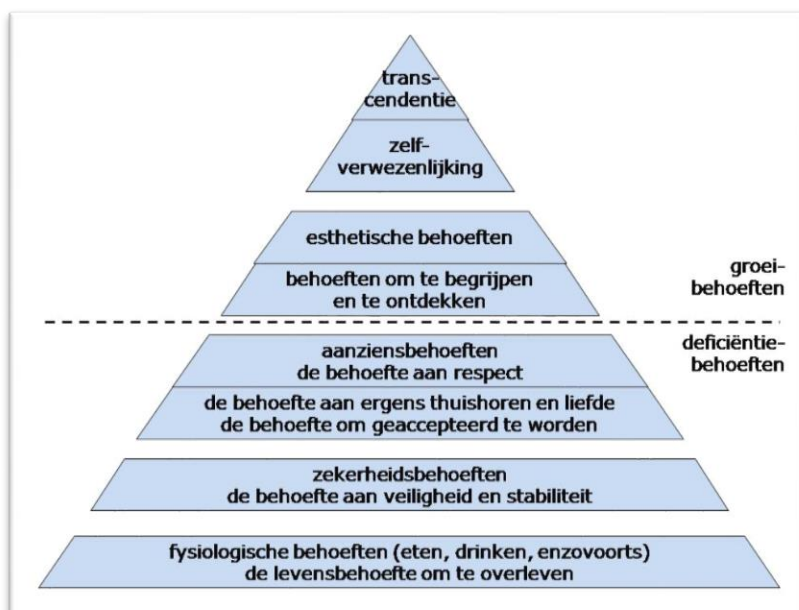 trans-
cendentie
zelf-
verwezenlijking
esthetische behoeften
behoeften om te begrijpen
en te ontdekken
groei-
behoeften
deficiëntie-
behoeften
aanziensbehoeften
de behoefte aan respect
de behoefte aan ergens thuishoren en liefde
de behoefte om geaccepteerd te worden
zekerheidsbehoeften
de behoefte aan veiligheid en stabiliteit
fysiologische behoeften (eten, drinken, enzovoorts)
de levensbehoefte om te overleven